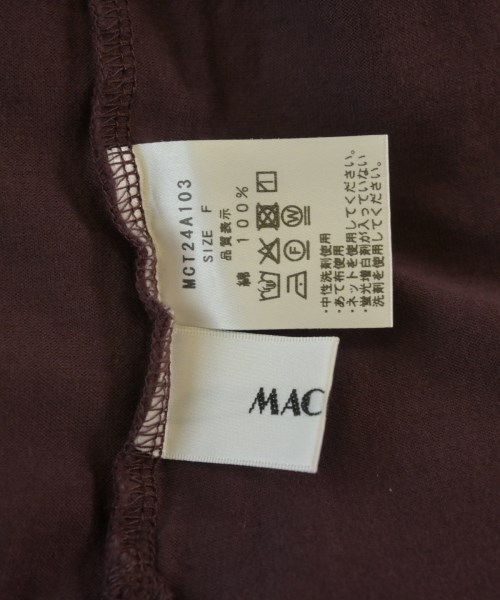 MCT24A103
SIZE F
品質表示
綿 100%
・中性洗剤使用
・あて布使用
・ネットを使用してください。
・蛍光増白剤が入っていない
洗剤を使用してください。
MAC